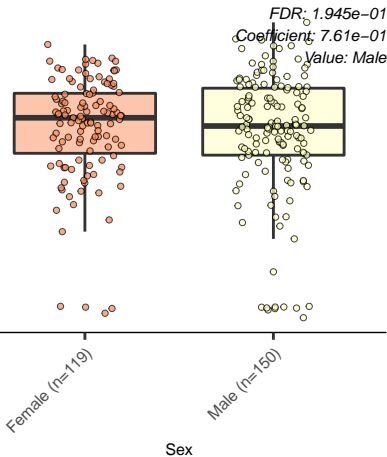 FDR: 1.945e−01
Coefficient: 7.61e−01
Value: Male
Female (n=119)
Male (n=150)
Sex